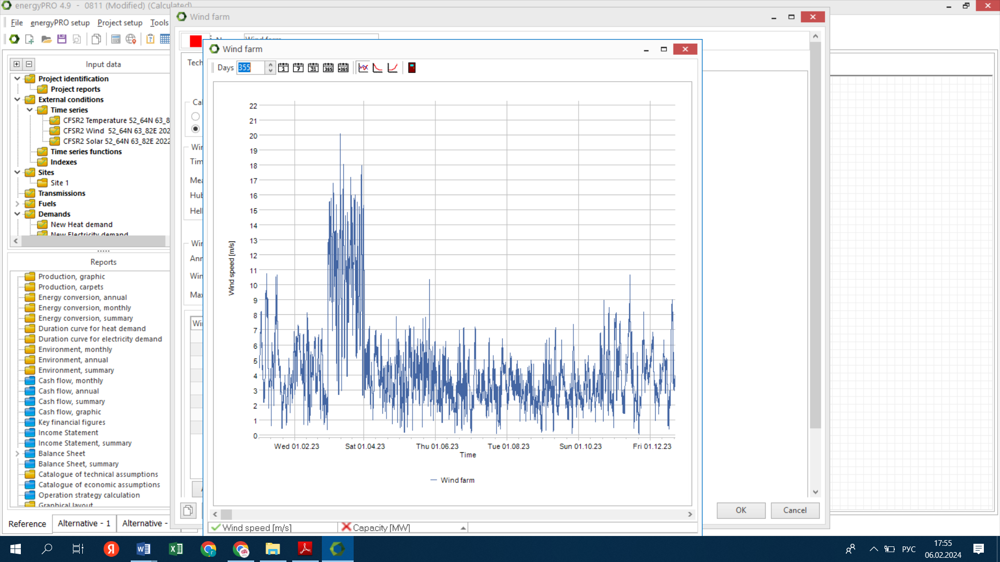 energyPRO 4.9 - 0811 (Modified) (Calculated)
File energyPRO setup Project setup Tools
Input data
Project identification
Project reports
External conditions
Time series
CFSR2 Temperature 52_64N 63_8
CFSR2 Wind 52_64N 63_82E 202
CFSR2 Solar 52_64N 63_82E 2022
Time series functions
Indexes
Sites
Site 1
Transmissions
Fuels
Demands
New Heat demand
New Electricity demand
Reports
Production, graphic
Production, carpets
Energy conversion, annual
Energy conversion, monthly
Energy conversion, summary
Duration curve for heat demand
Duration curve for electricity demand
Environment, monthly
Environment, annual
Environment, summary
Cash flow, monthly
Cash flow, annual
Cash flow, summary
Cash flow, graphic
Key financial figures
Income Statement
Income Statement, summary
Balance Sheet
Balance Sheet, summary
Catalogue of technical assumptions
Catalogue of economic assumptions
Operation strategy calculation
Graphical layout
Reference Alternative - 1 Alternative -
Wind farm
Wind farm
Tech
Cal
Win
Tim
Mea
Hub
Hell
Win
Ann
Win
Max
Wi
OK Cancel
Wind farm
Days 355 1 7 31 365 +365
22
21
20
19
18
17
16
15
14
13
12
11
10
9
8
7
6
5
4
3
2
1
0
Wind speed [m/s]
Wed 01.02.23 Sat 01.04.23 Thu 01.06.23 Tue 01.08.23 Sun 01.10.23 Fri 01.12.23
Time
Wind farm
Wind speed [m/s] Capacity [MW]
Я
РУС
17:55
06.02.2024